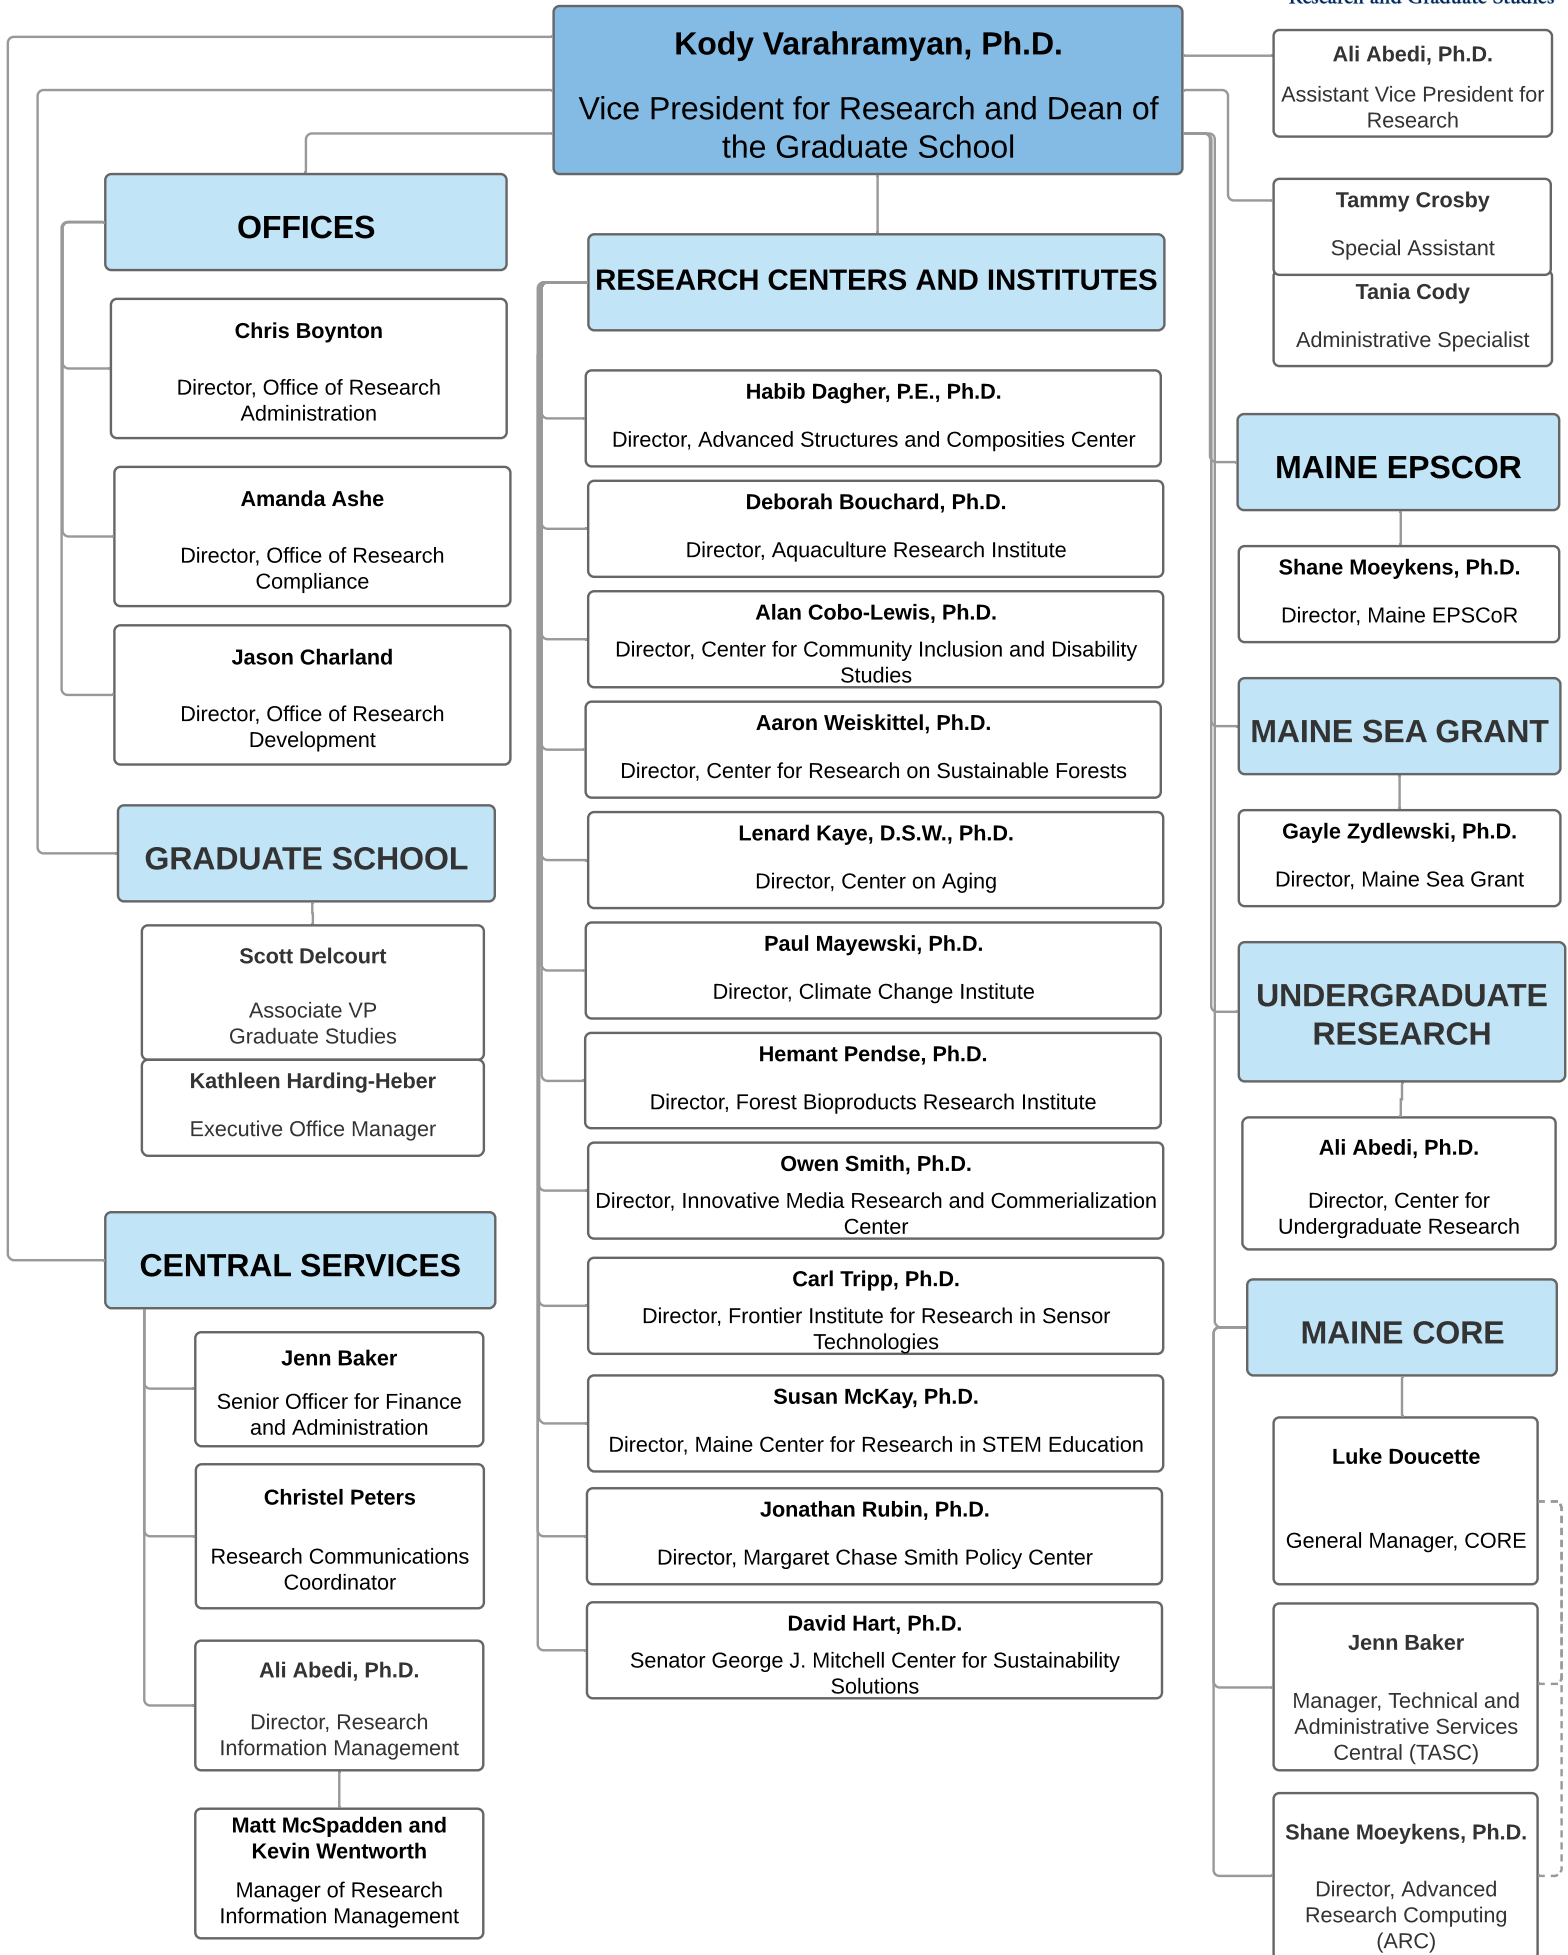 Research and Graduate Studies
Kody Varahramyan, Ph.D.
Vice President for Research and Dean of
the Graduate School
Ali Abedi, Ph.D.
Assistant Vice President for
Research
Tammy Crosby
Special Assistant
Tania Cody
Administrative Specialist
OFFICES
Chris Boynton
Director, Office of Research
Administration
Amanda Ashe
Director, Office of Research
Compliance
Jason Charland
Director, Office of Research
Development
GRADUATE SCHOOL
Scott Delcourt
Associate VP
Graduate Studies
Kathleen Harding-Heber
Executive Office Manager
CENTRAL SERVICES
Jenn Baker
Senior Officer for Finance
and Administration
Christel Peters
Research Communications
Coordinator
Ali Abedi, Ph.D.
Director, Research
Information Management
Matt McSpadden and
Kevin Wentworth
Manager of Research
Information Management
RESEARCH CENTERS AND INSTITUTES
Habib Dagher, P.E., Ph.D.
Director, Advanced Structures and Composities Center
Deborah Bouchard, Ph.D.
Director, Aquaculture Research Institute
Alan Cobo-Lewis, Ph.D.
Director, Center for Community Inclusion and Disability
Studies
Aaron Weiskittel, Ph.D.
Director, Center for Research on Sustainable Forests
Lenard Kaye, D.S.W., Ph.D.
Director, Center on Aging
Paul Mayewski, Ph.D.
Director, Climate Change Institute
Hemant Pendse, Ph.D.
Director, Forest Bioproducts Research Institute
Owen Smith, Ph.D.
Director, Innovative Media Research and Commerialization
Center
Carl Tripp, Ph.D.
Director, Frontier Institute for Research in Sensor
Technologies
Susan McKay, Ph.D.
Director, Maine Center for Research in STEM Education
Jonathan Rubin, Ph.D.
Director, Margaret Chase Smith Policy Center
David Hart, Ph.D.
Senator George J. Mitchell Center for Sustainability
Solutions
MAINE EPSCOR
Shane Moeykens, Ph.D.
Director, Maine EPSCoR
MAINE SEA GRANT
Gayle Zydlewski, Ph.D.
Director, Maine Sea Grant
UNDERGRADUATE
RESEARCH
Ali Abedi, Ph.D.
Director, Center for
Undergraduate Research
MAINE CORE
Luke Doucette
General Manager, CORE
Jenn Baker
Manager, Technical and
Administrative Services
Central (TASC)
Shane Moeykens, Ph.D.
Director, Advanced
Research Computing
(ARC)